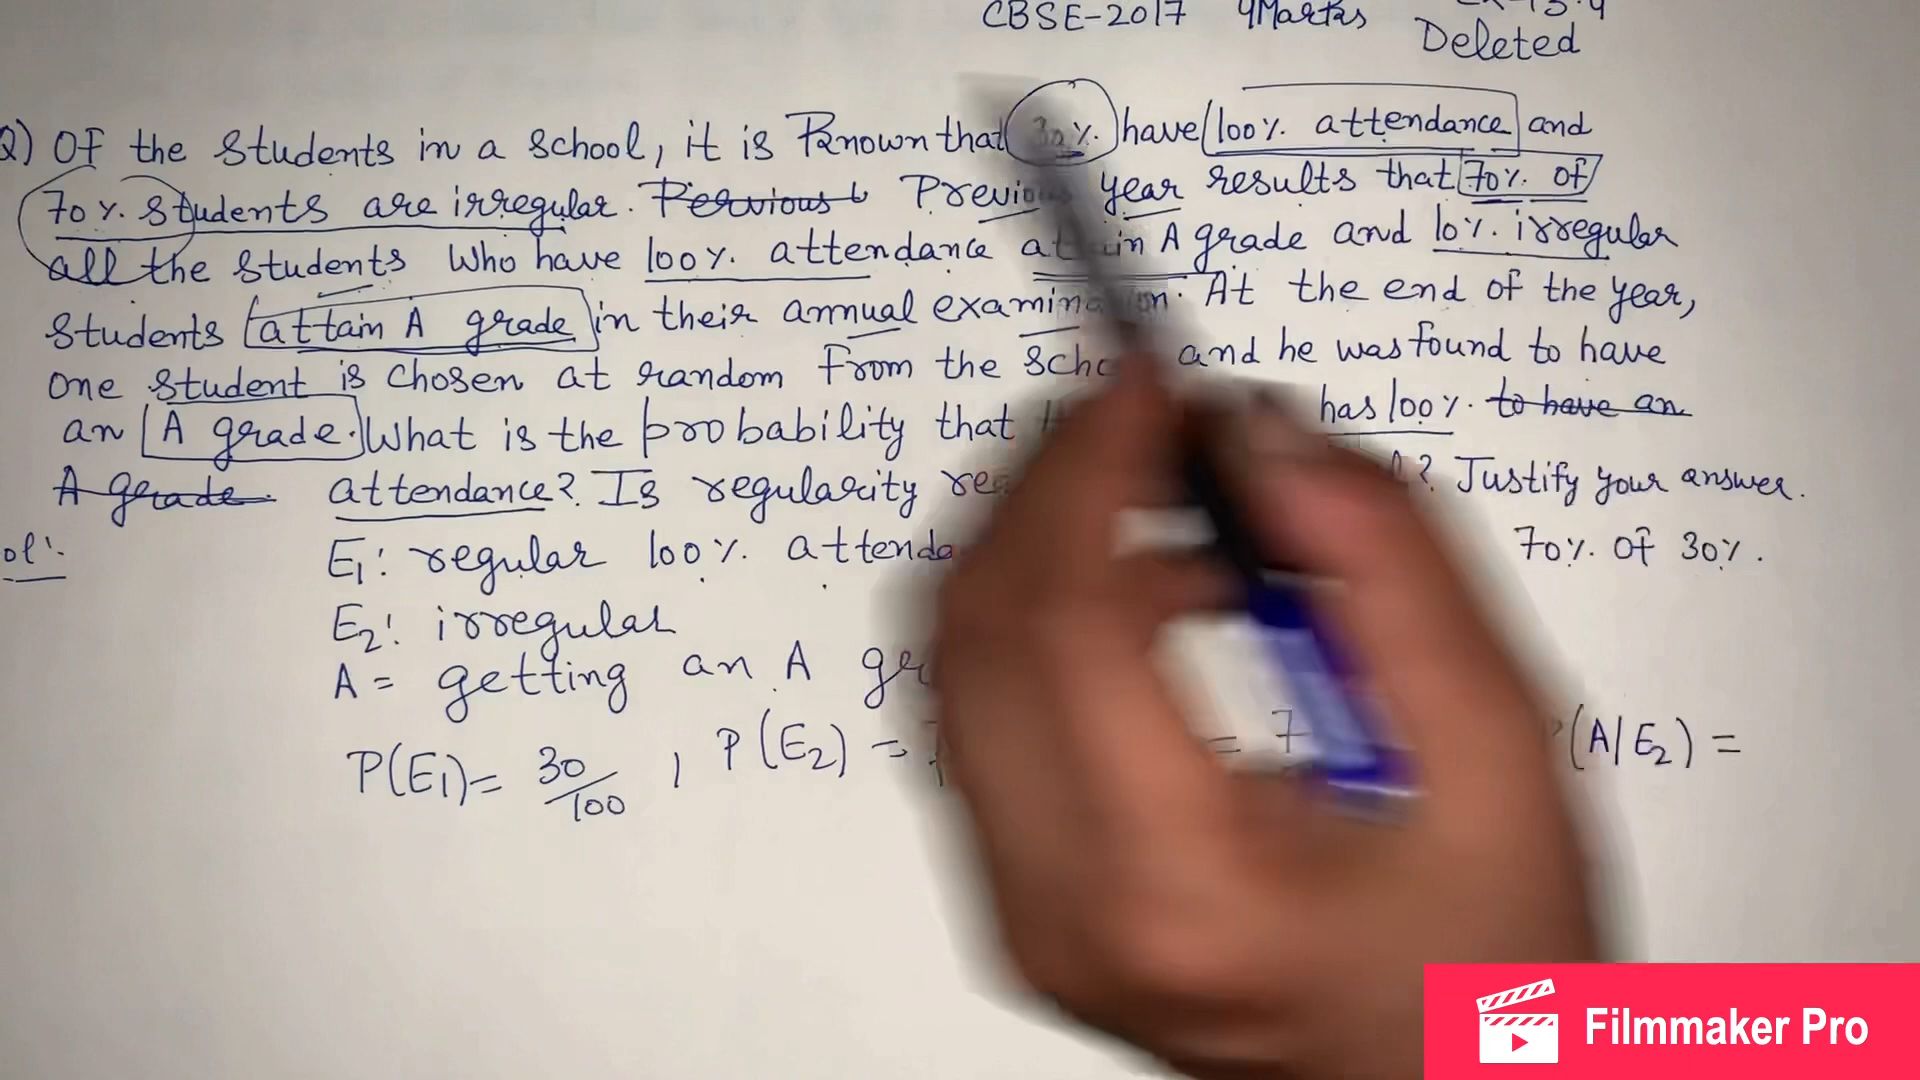 CBSE-2017 4Marks
Deleted
Q) Of the students in a school, it is Known that 30%. have 100%. attendance and
70%. students are irregular. Pervious Previous year results that 70%. of
all the students Who have 100%. attendance attain A grade and 10%. irregular
students attain A grade in their annual examination. At the end of the year,
one student is chosen at random from the school and he was found to have
an A grade. What is the probability that has 100%. to have an
A grade. attendance? Is regularity Justify your answer.
E1: regular 100%. 70%. of 30%.
E2: irregular
A = getting an A
P(E1) = 30/100 , P(E2) = = 7 P(A/E2) =
Filmmaker Pro